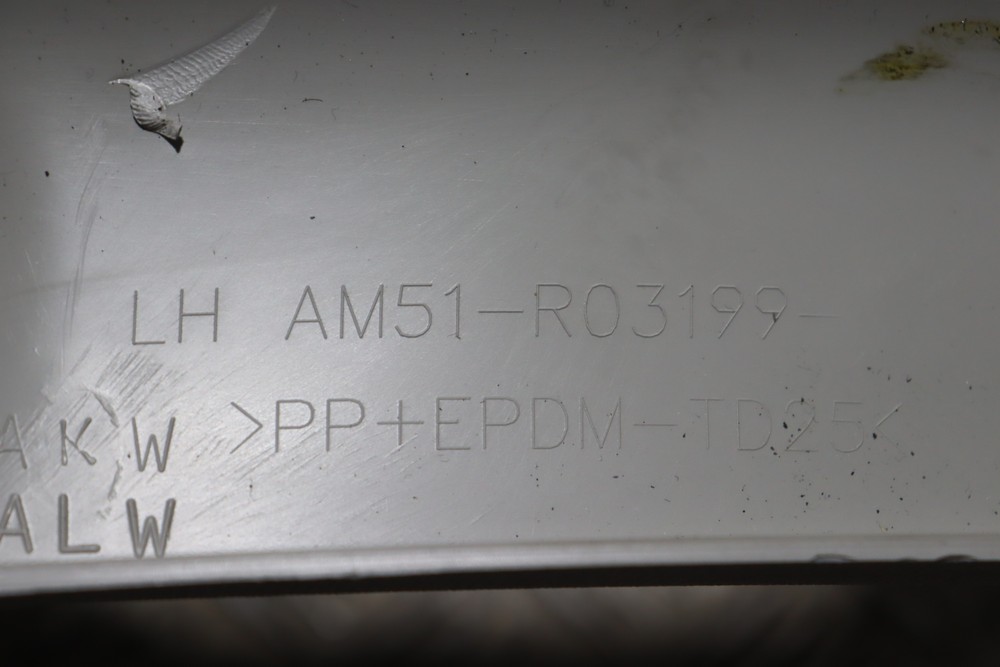 LH AM51-R03199-
>PP+EPDM-TD25<
AKW
ALW